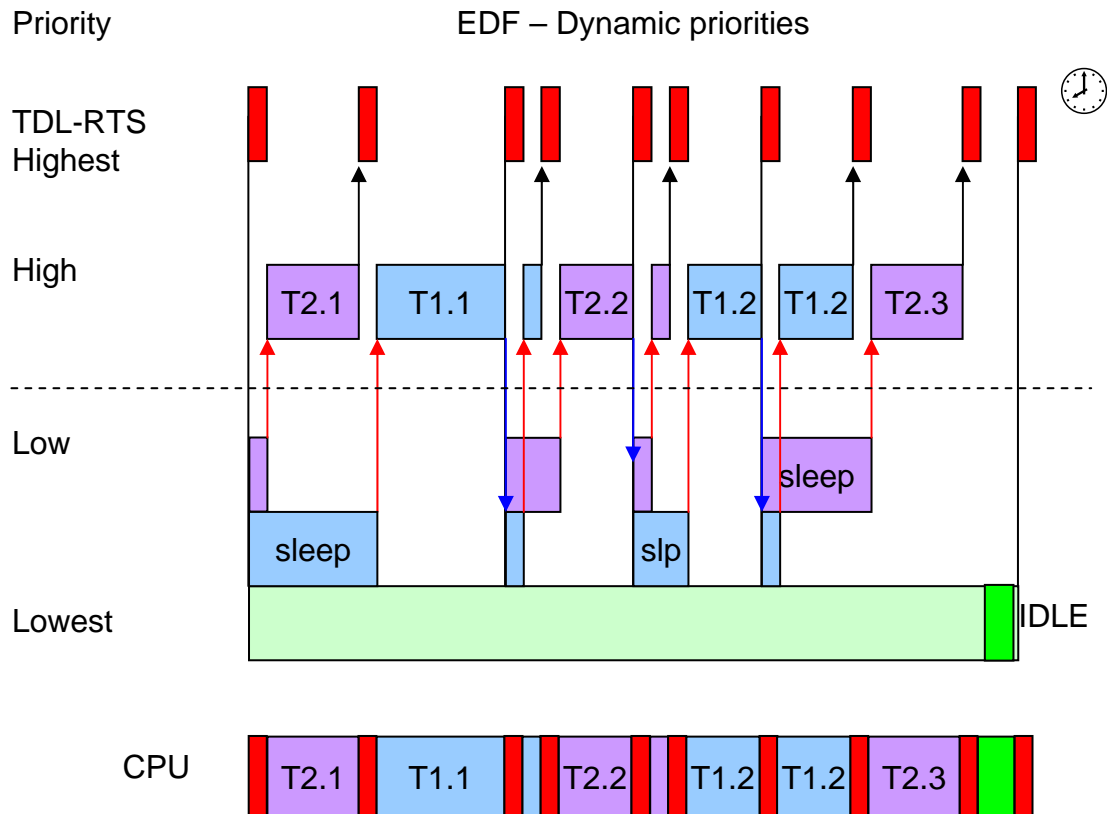 Priority EDF – Dynamic priorities
TDL-RTS
Highest
High T2.1 T1.1 T2.2 T1.2 T1.2 T2.3
Low
sleep
sleep slp
Lowest IDLE
CPU T2.1 T1.1 T2.2 T1.2 T1.2 T2.3